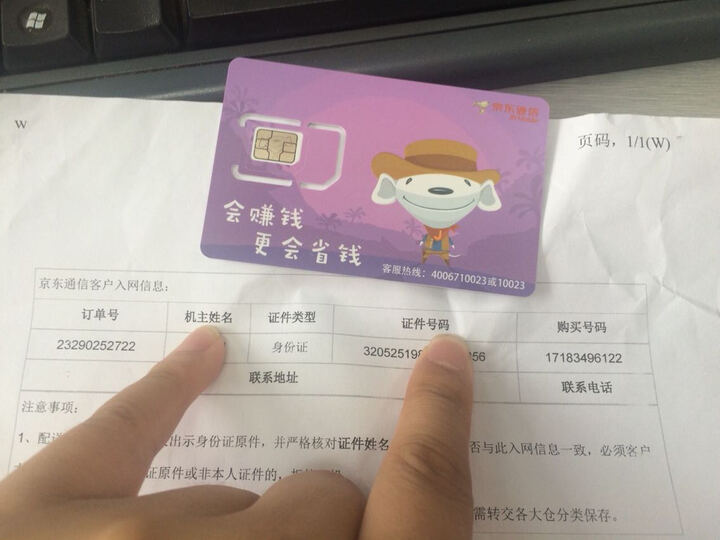 W
页码，1/1(W)
京东通信
会赚钱
更会省钱
客服热线：4006710023或10023
京东通信客户入网信息：
订单号 机主姓名 证件类型 证件号码 购买号码
23290252722 身份证 320525198 56 17183496122
联系地址 联系电话
注意事项：
1、配送 出示身份证原件，并严格核对证件姓名 否与此入网信息一致，必须客户
证原件或非本人证件的，
需转交各大仓分类保存。